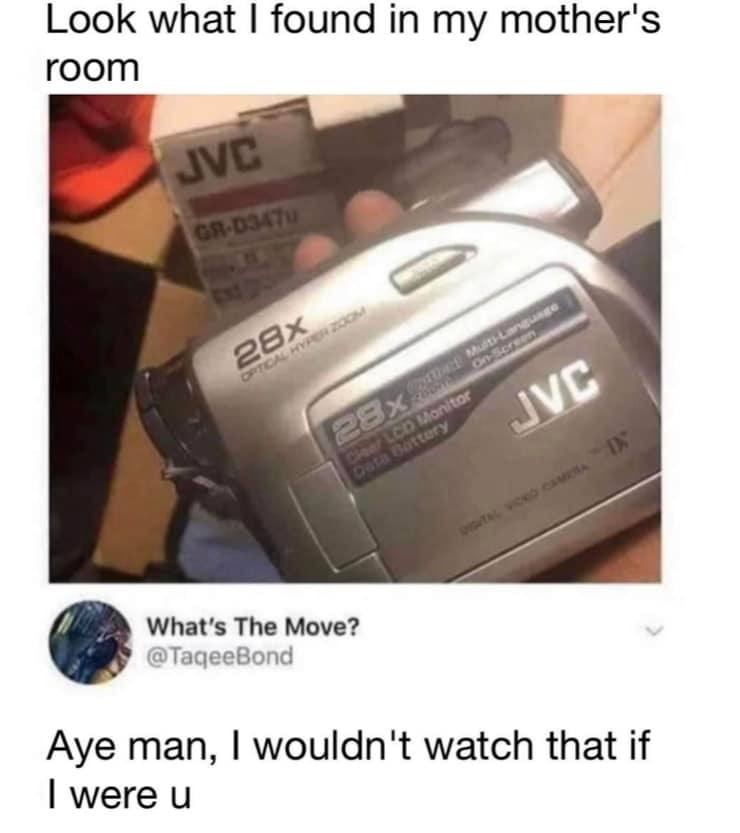 Look what I found in my mother's
room
JVC
GR-D347U
28X
OPTICAL HYPER ZOOM
28X
Multi-Language
On-Screen
LCD Monitor
Data Battery
JVC
DIGITAL VIDEO CAMERA
What's The Move?
@TaqeeBond
Aye man, I wouldn't watch that if
I were u